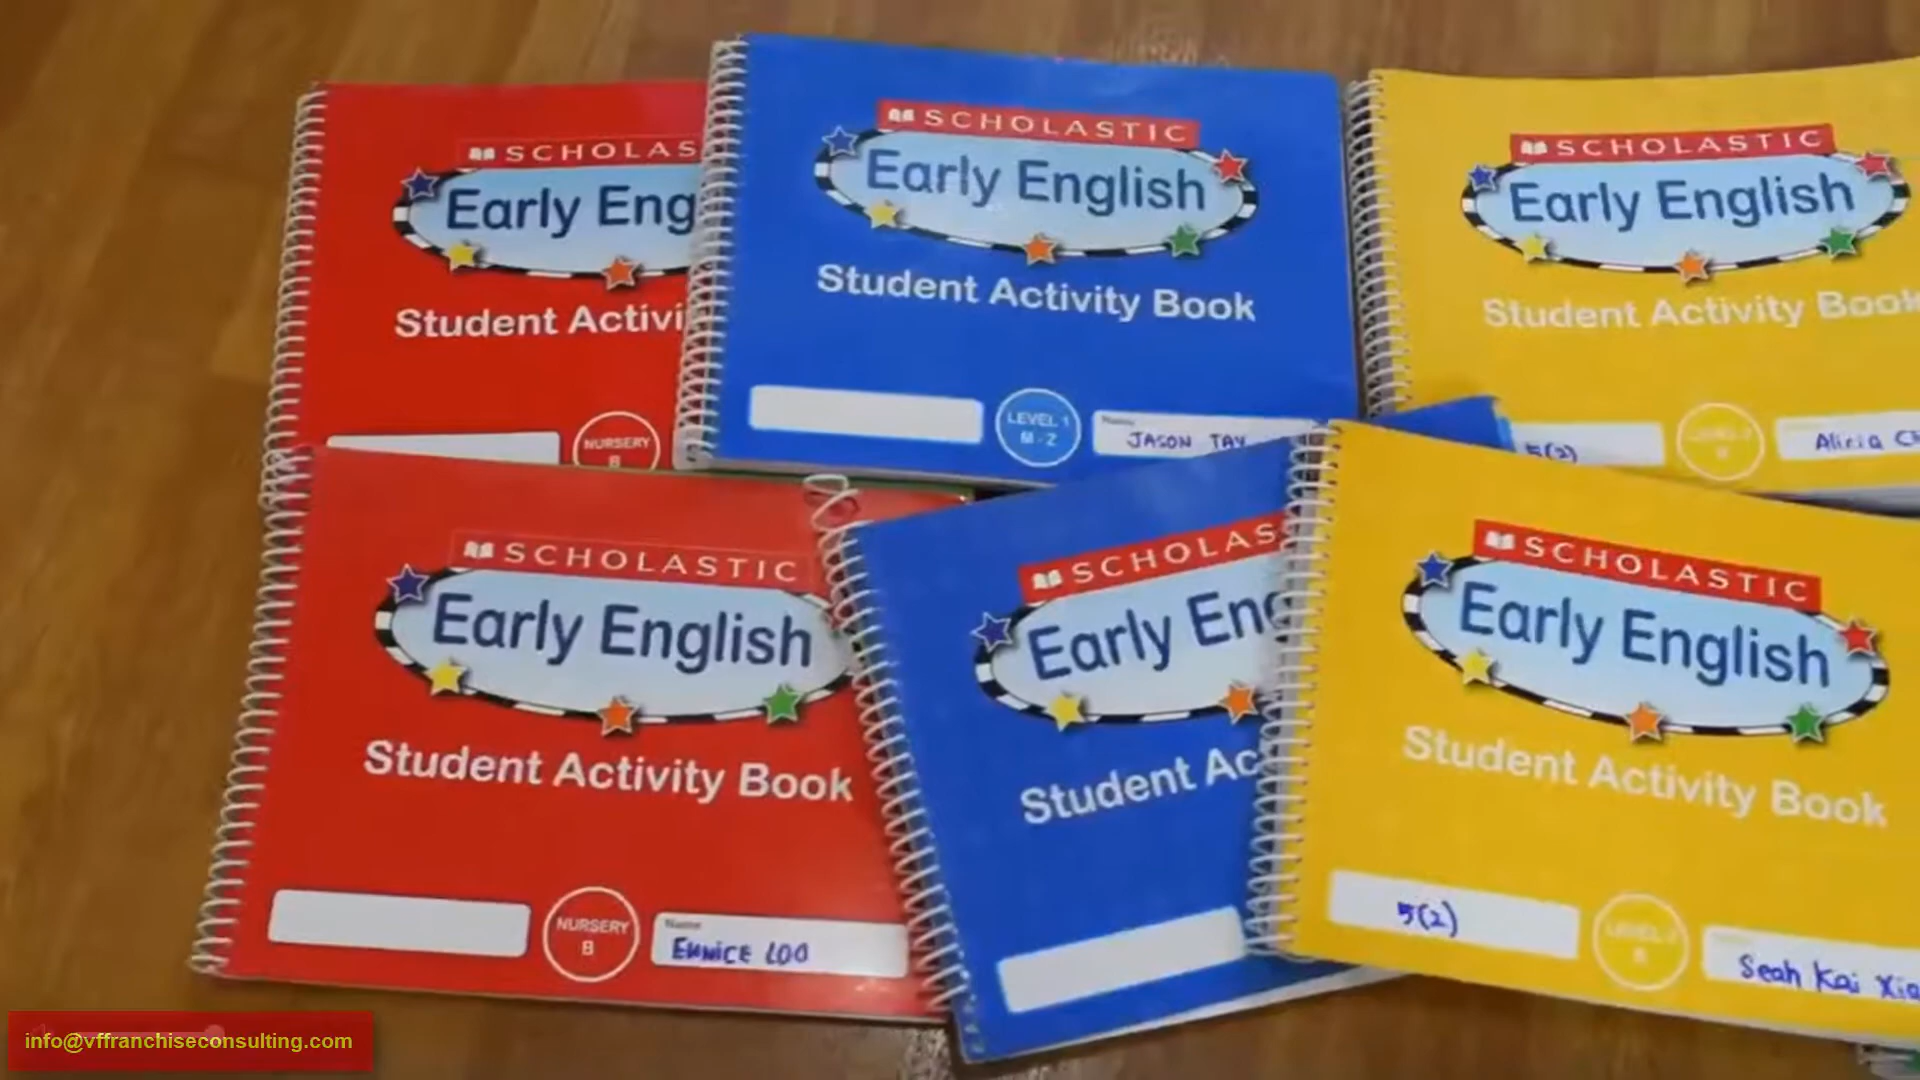 SCHOLAS
Early Eng
Student Activi
NURSERY
B
SCHOLASTIC
Early English
Student Activity Book
LEVEL 1
M - Z
Name
JASON TAY
SCHOLASTIC
Early English
Student Activity Book
5(2)
Alicia
SCHOLASTIC
Early English
Student Activity Book
NURSERY
B
Name
EUNICE LOO
SCHOLAS
Early Eng
Student Ac
SCHOLASTIC
Early English
Student Activity Book
5(2)
Seah Kai Xia
info@vffranchiseconsulting.com